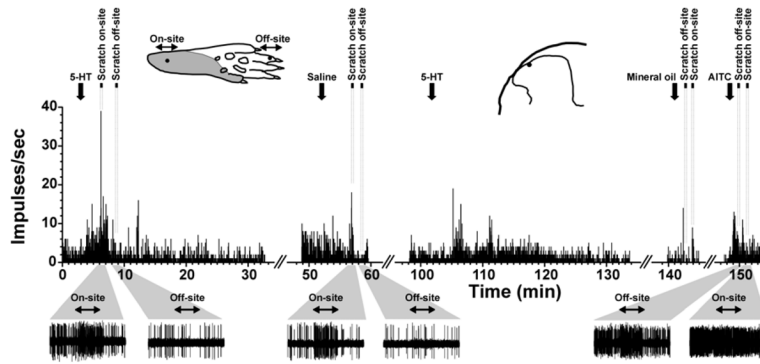 On-site
Off-site
Scratch on-site
Scratch off-site
5-HT
Saline
Scratch on-site
Scratch off-site
5-HT
Mineral oil
Scratch off-site
Scratch on-site
AITC
Scratch off-site
Scratch on-site
Impulses/sec
40
30
20
10
0
0 10 20 30 // 50 60 // 100 110 120 130 // 140 // 150
Time (min)
On-site
Off-site
On-site
Off-site
Off-site
On-site